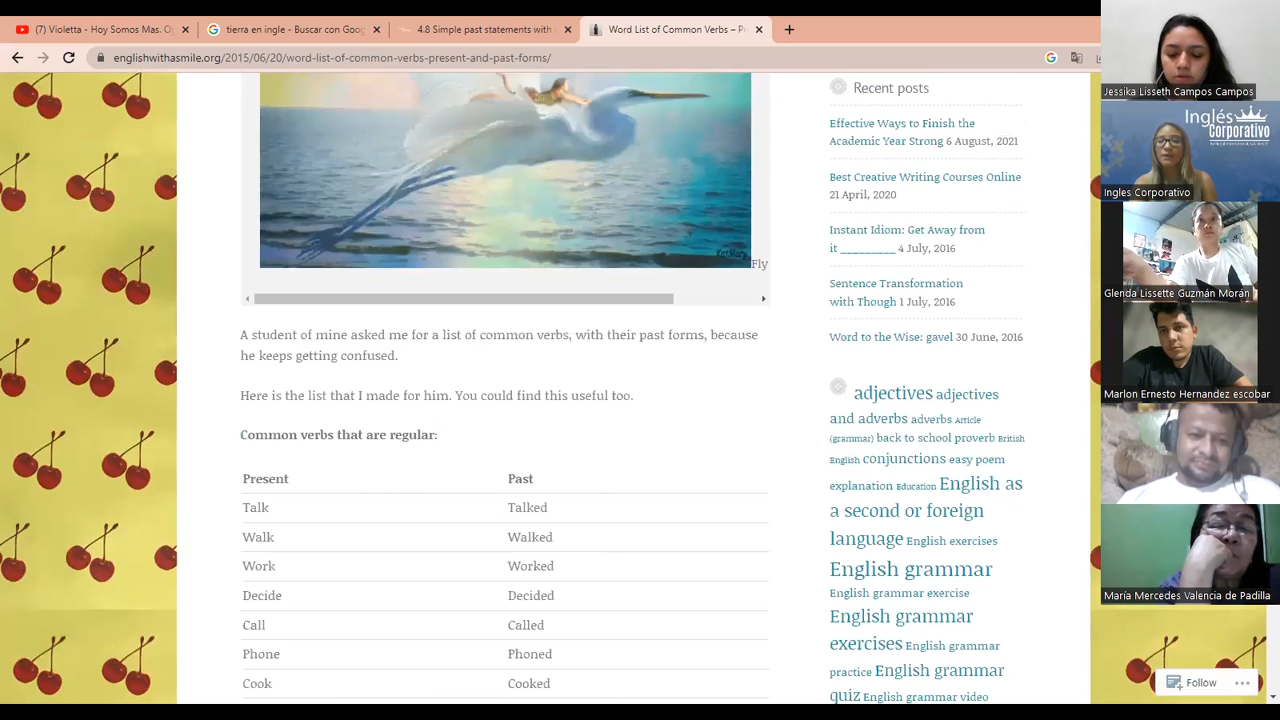 (7) Violetta - Hoy Somos Mas. O
tierra en ingle - Buscar con Goog
4.8 Simple past statements with
Word List of Common Verbs – Pr
englishwithasmile.org/2015/06/20/word-list-of-common-verbs-present-and-past-forms/
Fly
A student of mine asked me for a list of common verbs, with their past forms, because
he keeps getting confused.
Here is the list that I made for him. You could find this useful too.
Common verbs that are regular:
Present Past
Talk Talked
Walk Walked
Work Worked
Decide Decided
Call Called
Phone Phoned
Cook Cooked
Recent posts
Effective Ways to Finish the
Academic Year Strong 6 August, 2021
Best Creative Writing Courses Online
21 April, 2020
Instant Idiom: Get Away from
it _________ 4 July, 2016
Sentence Transformation
with Though 1 July, 2016
Word to the Wise: gavel 30 June, 2016
adjectives adjectives
and adverbs adverbs Article
(grammar) back to school proverb British
English conjunctions easy poem
explanation Education English as
a second or foreign
language English exercises
English grammar
English grammar exercise
English grammar
exercises English grammar
practice English grammar
quiz English grammar video
Follow
Jessika Lisseth Campos Campos
Inglés
Corporativo
Ingles Corporativo
Glenda Lissette Guzmán Morán
Marlon Ernesto Hernandez escobar
María Mercedes Valencia de Padilla